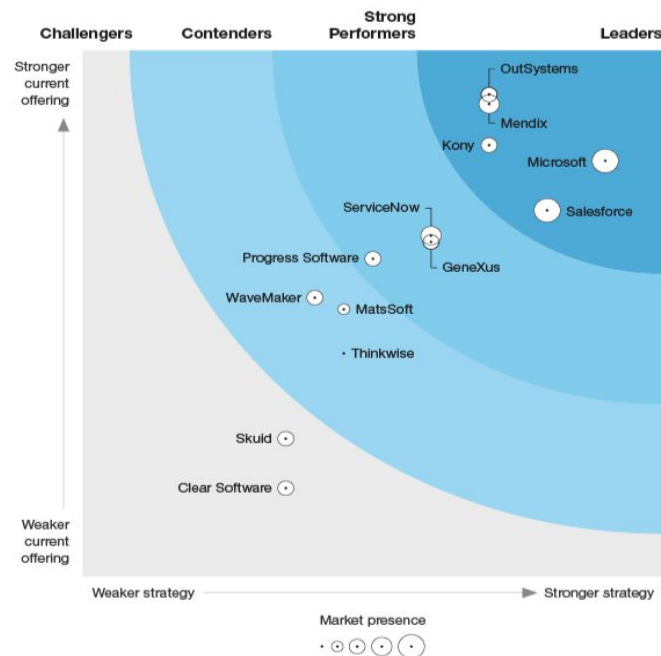 Challengers
Contenders
Strong
Performers
Leaders
Stronger
current
offering
OutSystems
Mendix
Kony
Microsoft
Salesforce
ServiceNow
GeneXus
Progress Software
WaveMaker
MatsSoft
Thinkwise
Skuid
Clear Software
Weaker
current
offering
Weaker strategy
Stronger strategy
Market presence